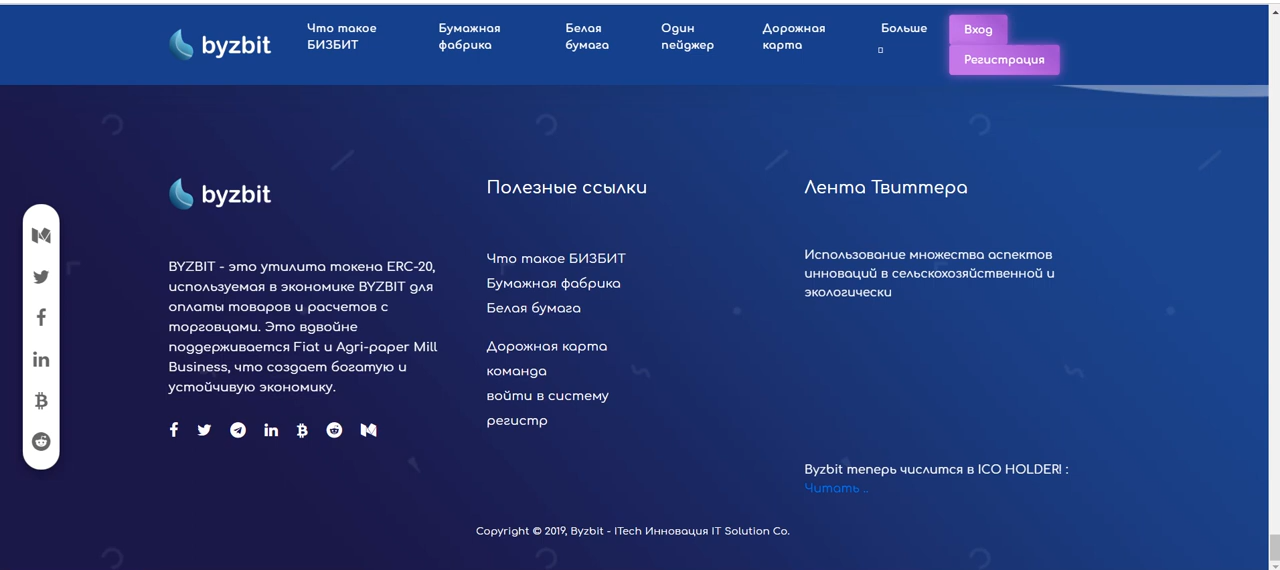 byzbit
Что такое
БИЗБИТ
Бумажная
фабрика
Белая
бумага
Один
пейджер
Дорожная
карта
Больше
Вход
Регистрация
byzbit
BYZBIT - это утилита токена ERC-20,
используемая в экономике BYZBIT для
оплаты товаров и расчетов с
торговцами. Это вдвойне
поддерживается Fiat и Agri-paper Mill
Business, что создает богатую и
устойчивую экономику.
Полезные ссылки
Что такое БИЗБИТ
Бумажная фабрика
Белая бумага
Дорожная карта
команда
войти в систему
регистр
Лента Твиттера
Использование множества аспектов
инноваций в сельскохозяйственной и
экологически
Byzbit теперь числится в ICO HOLDER! :
Читать ..
Copyright © 2019, Byzbit - ITech Инновация IT Solution Co.